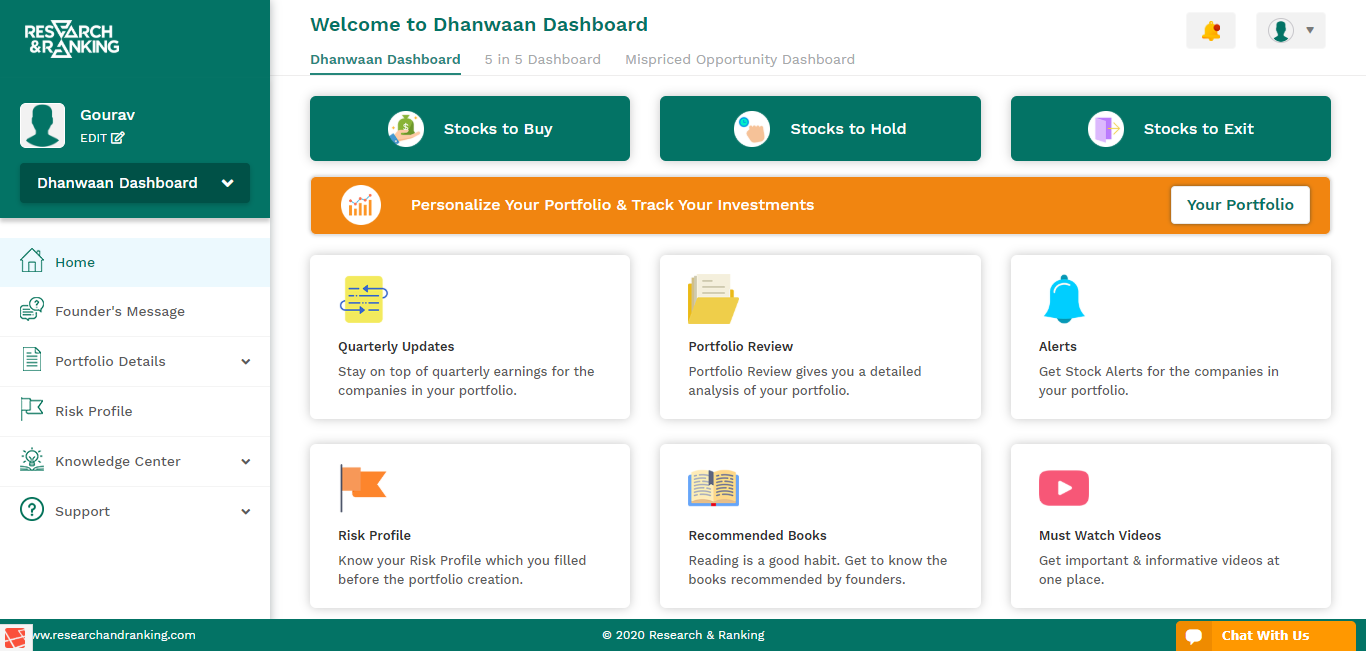 RESEARCH
&RANKING
Gourav
EDIT
Dhanwaan Dashboard
Home
Founder's Message
Portfolio Details
Risk Profile
Knowledge Center
Support
Welcome to Dhanwaan Dashboard
Dhanwaan Dashboard 5 in 5 Dashboard Mispriced Opportunity Dashboard
Stocks to Buy
Stocks to Hold
Stocks to Exit
Personalize Your Portfolio & Track Your Investments
Your Portfolio
Quarterly Updates
Stay on top of quarterly earnings for the
companies in your portfolio.
Portfolio Review
Portfolio Review gives you a detailed
analysis of your portfolio.
Alerts
Get Stock Alerts for the companies in
your portfolio.
Risk Profile
Know your Risk Profile which you filled
before the portfolio creation.
Recommended Books
Reading is a good habit. Get to know the
books recommended by founders.
Must Watch Videos
Get important & informative videos at
one place.
ww.researchandranking.com
© 2020 Research & Ranking
Chat With Us